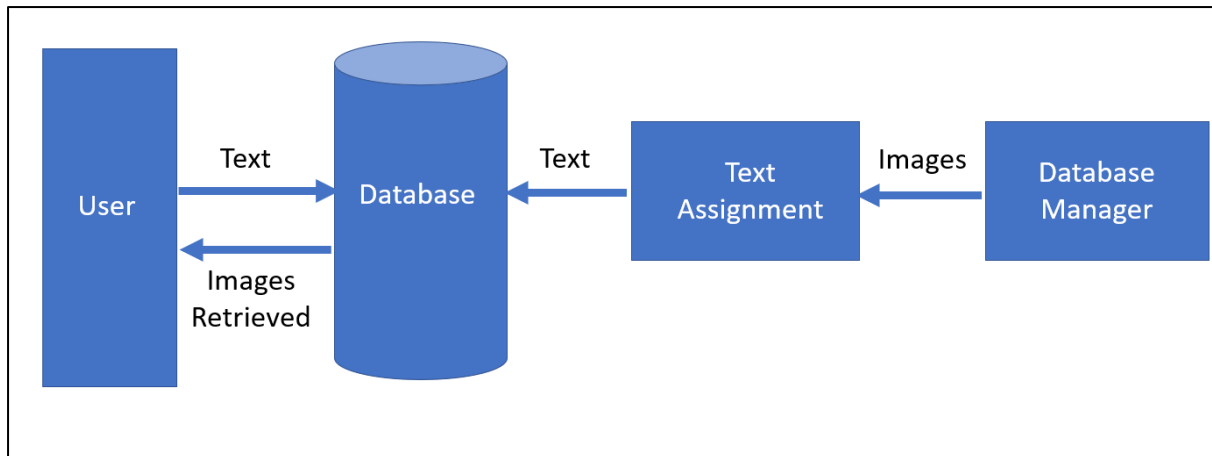 User
Text
Images
Retrieved
Database
Text
Text
Assignment
Images
Database
Manager